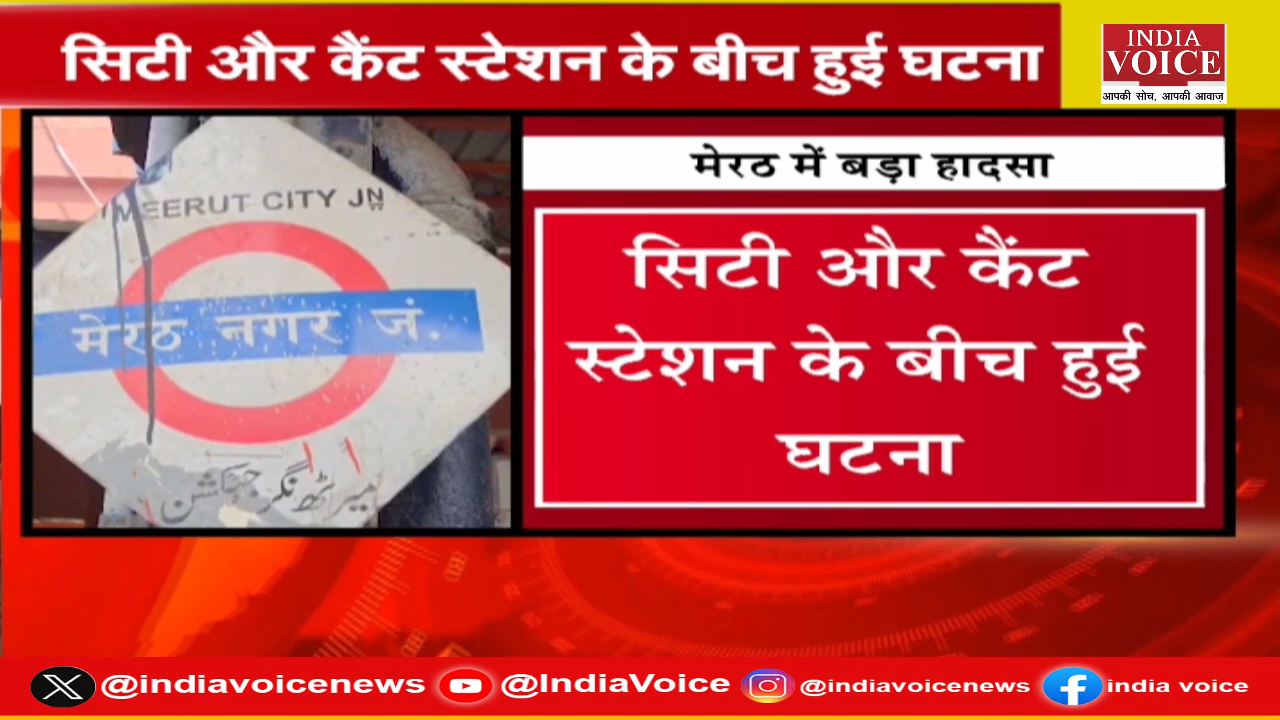 सिटी और कैंट स्टेशन के बीच हुई घटना
INDIA
VOICE
आपकी सोच, आपकी आवाज़
मेरठ में बड़ा हादसा
MEERUT CITY JN
मेरठ नगर जं.
میرٹھ نگر جنکشن
सिटी और कैंट
स्टेशन के बीच हुई
घटना
@indiavoicenews @IndiaVoice @indiavoicenews india voice